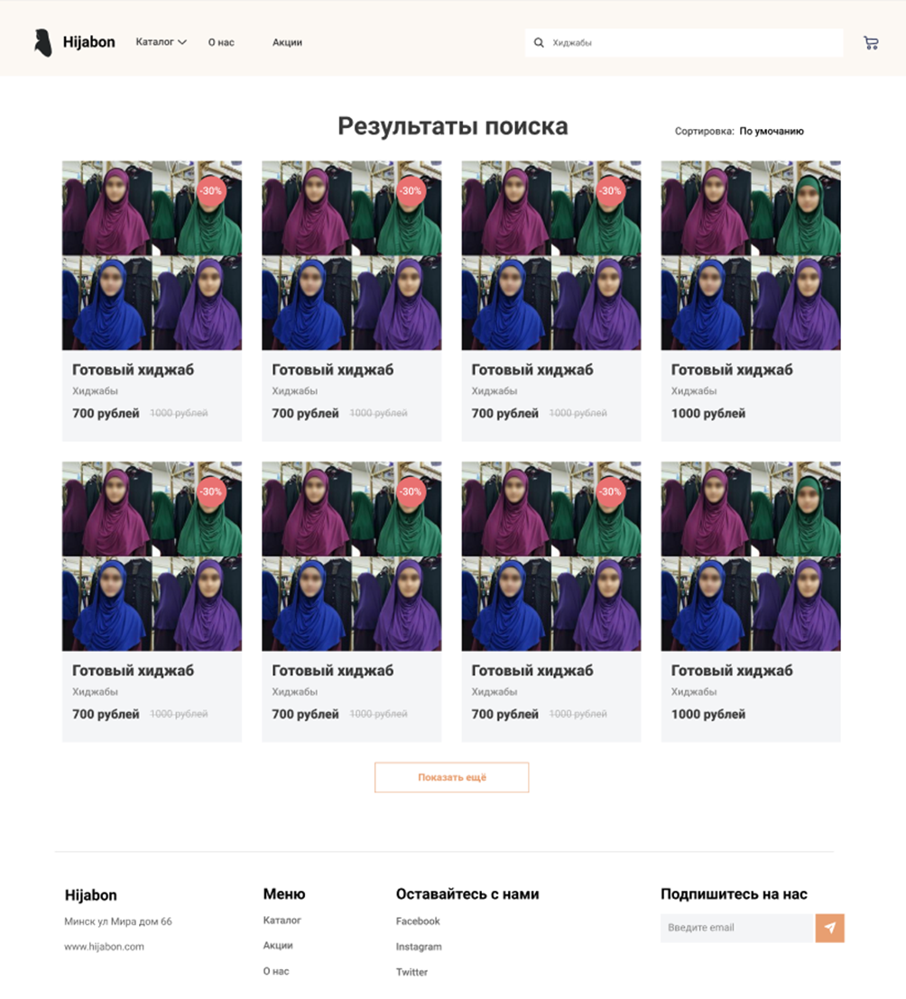 Hijabon
Каталог
О нас
Акции
Хиджабы
Результаты поиска
Сортировка: По умочанию
-30%
-30%
-30%
Готовый хиджаб
Хиджабы
700 рублей 1000 рублей
Готовый хиджаб
Хиджабы
700 рублей 1000 рублей
Готовый хиджаб
Хиджабы
700 рублей 1000 рублей
Готовый хиджаб
Хиджабы
1000 рублей
-30%
-30%
-30%
Готовый хиджаб
Хиджабы
700 рублей 1000 рублей
Готовый хиджаб
Хиджабы
700 рублей 1000 рублей
Готовый хиджаб
Хиджабы
700 рублей 1000 рублей
Готовый хиджаб
Хиджабы
1000 рублей
Показать ещё
Hijabon
Минск ул Мира дом 66
www.hijabon.com
Меню
Каталог
Акции
О нас
Оставайтесь с нами
Facebook
Instagram
Twitter
Подпишитесь на нас
Введите email